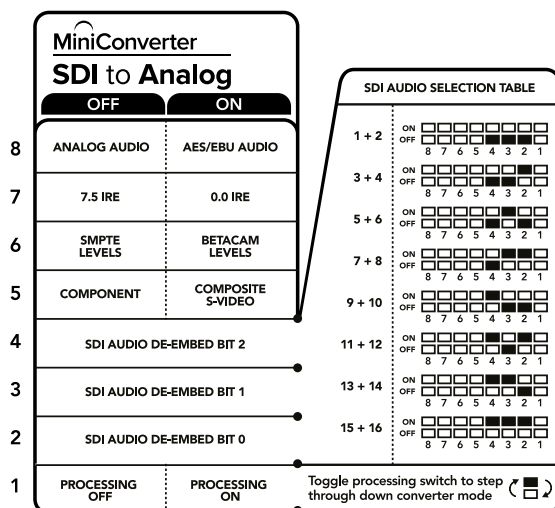 MiniConverter
SDI to Analog
OFF ON
8 ANALOG AUDIO AES/EBU AUDIO
7 7.5 IRE 0.0 IRE
6 SMPTE LEVELS BETACAM LEVELS
5 COMPONENT COMPOSITE S-VIDEO
4 SDI AUDIO DE-EMBED BIT 2
3 SDI AUDIO DE-EMBED BIT 1
2 SDI AUDIO DE-EMBED BIT 0
1 PROCESSING OFF PROCESSING ON
SDI AUDIO SELECTION TABLE
1 + 2 ON
OFF
8 7 6 5 4 3 2 1
3 + 4 ON
OFF
8 7 6 5 4 3 2 1
5 + 6 ON
OFF
8 7 6 5 4 3 2 1
7 + 8 ON
OFF
8 7 6 5 4 3 2 1
9 + 10 ON
OFF
8 7 6 5 4 3 2 1
11 + 12 ON
OFF
8 7 6 5 4 3 2 1
13 + 14 ON
OFF
8 7 6 5 4 3 2 1
15 + 16 ON
OFF
8 7 6 5 4 3 2 1
Toggle processing switch to step
through down converter mode